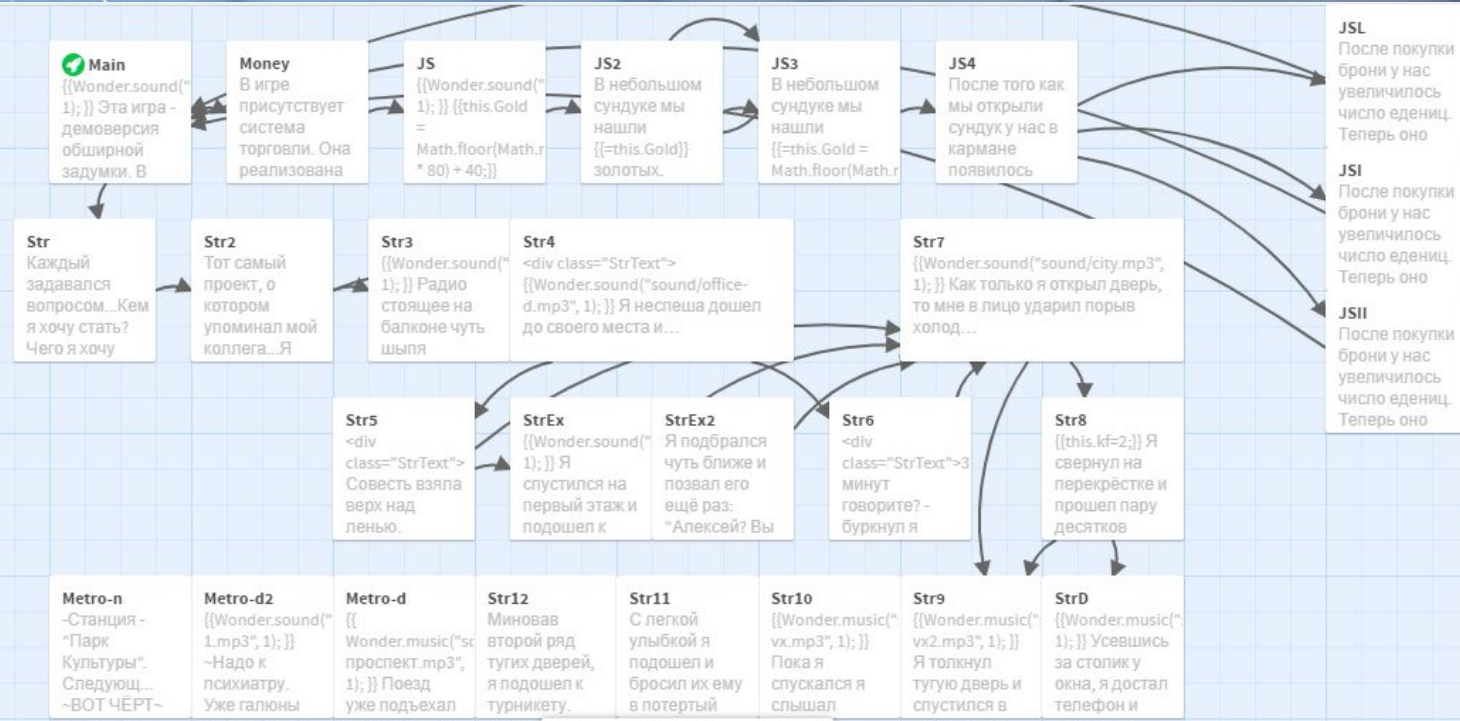 Main
{{Wonder.sound("
1); }} Эта игра -
демоверсия
обширной
задумки. В
Money
В игре
присутствует
система
торговли. Она
реализована
JS
{{Wonder.sound("
1); }} {{this.Gold
=
Math.floor(Math.r
* 80) + 40;}}
JS2
В небольшом
сундуке мы
нашли
{{=this.Gold}}
золотых.
JS3
В небольшом
сундуке мы
нашли
{{=this.Gold =
Math.floor(Math.r
JS4
После того как
мы открыли
сундук у нас в
кармане
появилось
JSL
После покупки
брони у нас
увеличилось
число едениц.
Теперь оно
JSI
После покупки
брони у нас
увеличилось
число едениц.
Теперь оно
JSII
После покупки
брони у нас
увеличилось
число едениц.
Теперь оно
Str
Каждый
задавался
вопросом...Кем
я хочу стать?
Чего я хочу
Str2
Тот самый
проект, о
котором
упоминал мой
коллега...Я
Str3
{{Wonder.sound("
1); }} Радио
стоящее на
балконе чуть
шыпя
Str4
<div class="StrText">
{{Wonder.sound("sound/office-
d.mp3", 1); }} Я неспеша дошел
до своего места и...
Str7
{{Wonder.sound("sound/city.mp3",
1); }} Как только я открыл дверь,
то мне в лицо ударил порыв
холод...
Str5
<div
class="StrText">
Совесть взяла
верх над
ленью.
StrEx
{{Wonder.sound("
1); }} Я
спустился на
первый этаж и
подошел к
StrEx2
Я подбрался
чуть ближе и
позвал его
ещё раз:
"Алексей? Вы
Str6
<div
class="StrText">3
минут
говорите? -
буркнул я
Str8
{{this.kf=2;}} Я
свернул на
перекрёстке и
прошел пару
десятков
Metro-n
-Станция -
"Парк
Культуры".
Следующ...
~ВОТ ЧЁРТ~
Metro-d2
{{Wonder.sound("
1.mp3", 1); }}
~Надо к
психиатру.
Уже галюны
Metro-d
{{
Wonder.music("sc
проспект.mp3",
1); }} Поезд
уже подъехал
Str12
Миновав
второй ряд
тугих дверей,
я подошел к
турникету.
Str11
С легкой
улыбкой я
подошел и
бросил их ему
в потертый
Str10
{{Wonder.music("
vx.mp3", 1); }}
Пока я
спускался я
слышал
Str9
{{Wonder.music("
vx2.mp3", 1); }}
Я толкнул
тугую дверь и
спустился в
StrD
{{Wonder.music("
1); }} Усевшись
за столик у
окна, я достал
телефон и